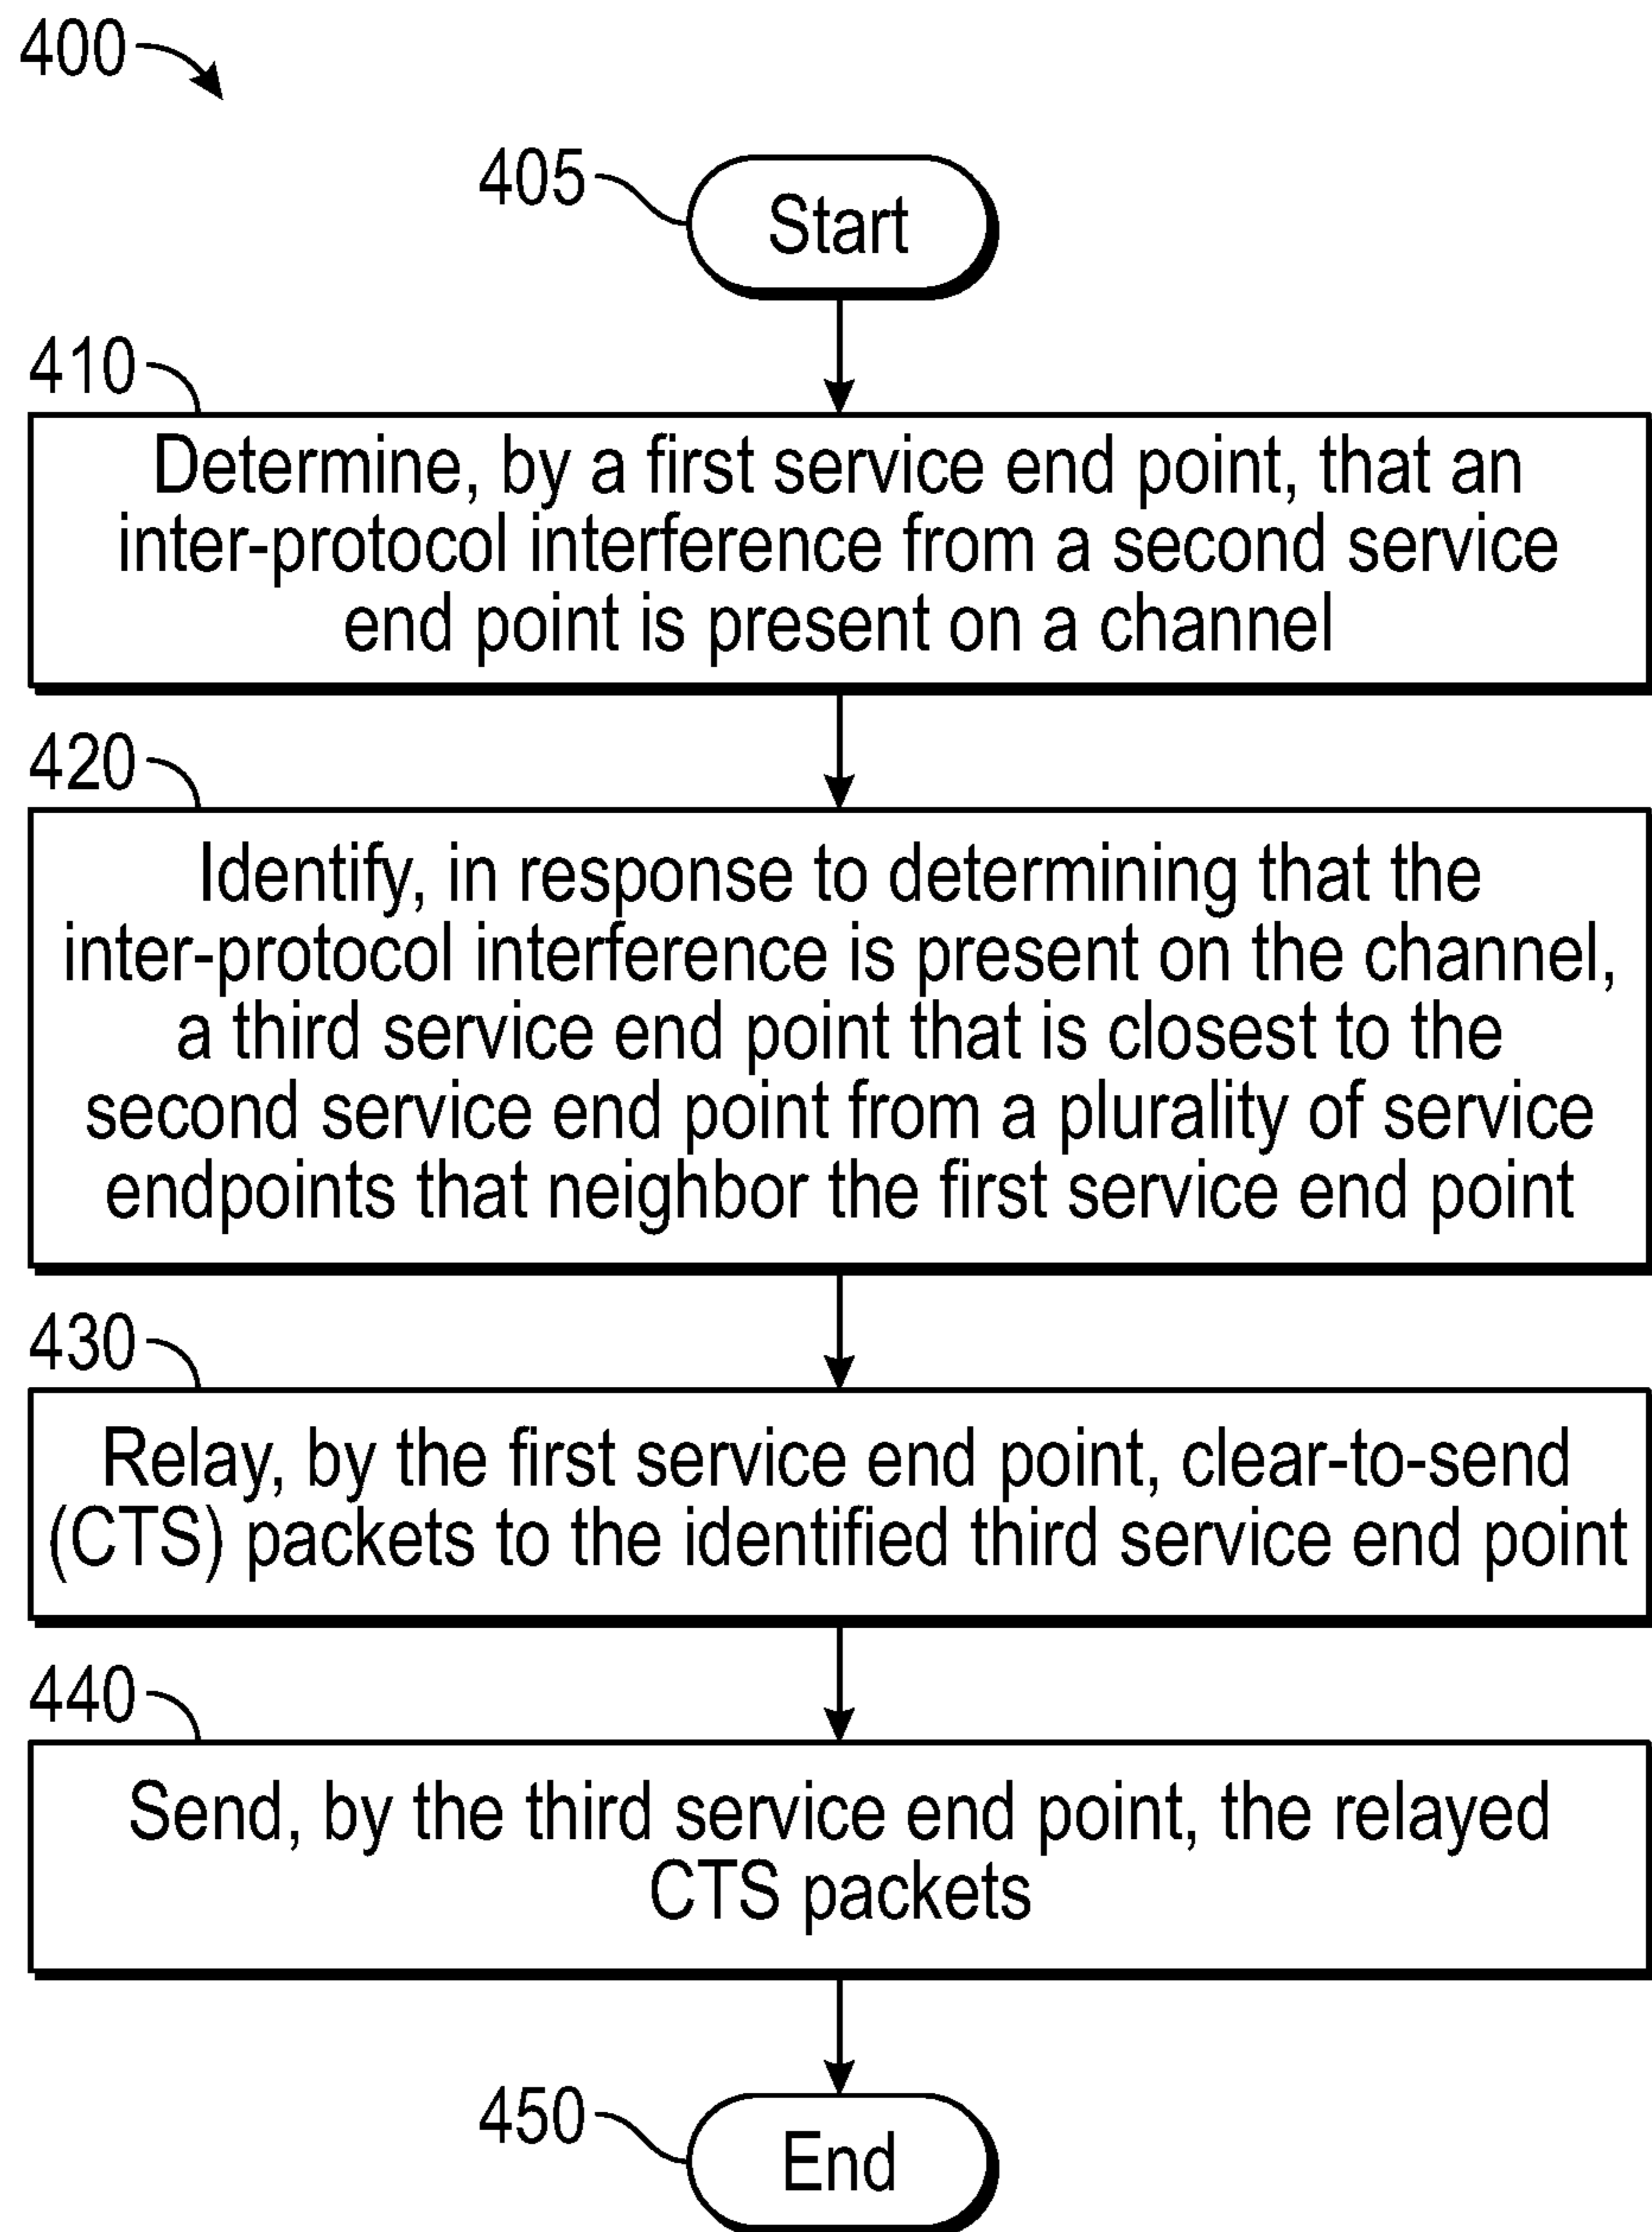 400
405
Start
410
Determine, by a first service end point, that an
inter-protocol interference from a second service
end point is present on a channel
420
Identify, in response to determining that the
inter-protocol interference is present on the channel,
a third service end point that is closest to the
second service end point from a plurality of service
endpoints that neighbor the first service end point
430
Relay, by the first service end point, clear-to-send
(CTS) packets to the identified third service end point
440
Send, by the third service end point, the relayed
CTS packets
450
End